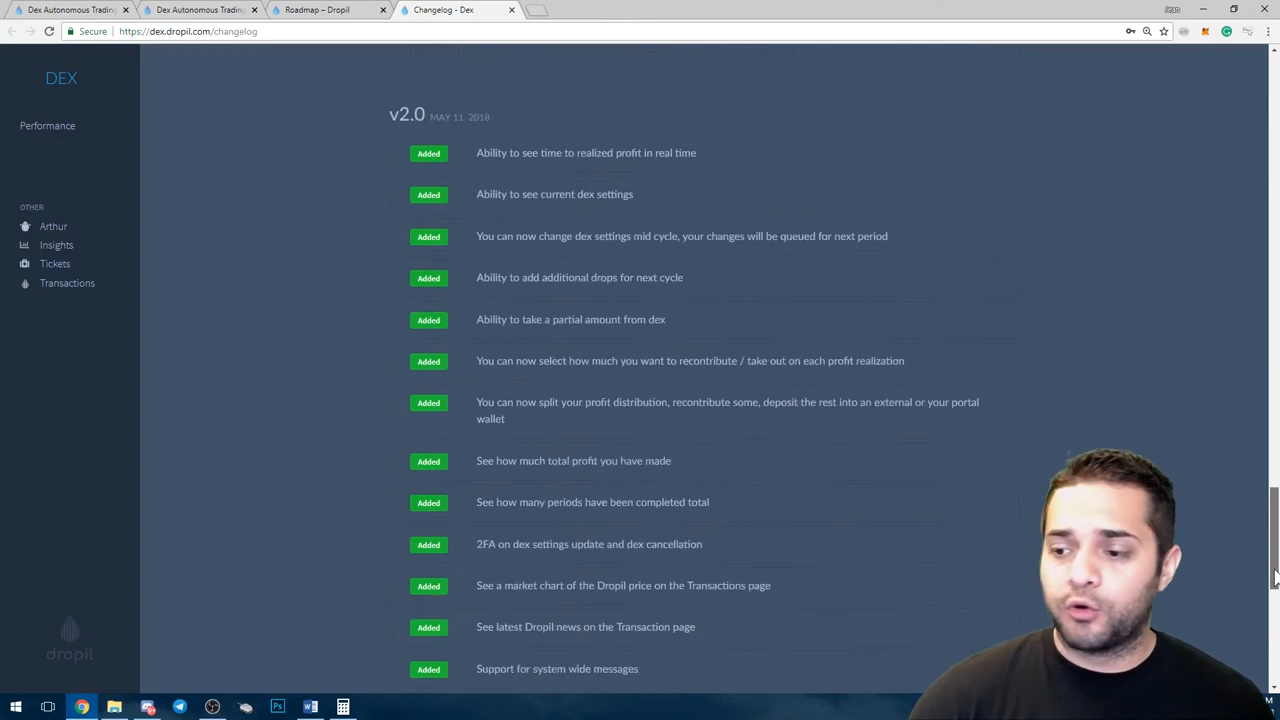 Dex Autonomous Trading
Dex Autonomous Trading
Roadmap – Dropil
Changelog - Dex
Secure
https://dex.dropil.com/changelog
DEX
Performance
OTHER
Arthur
Insights
Tickets
Transactions
dropil
v2.0 MAY 11, 2018
Added Ability to see time to realized profit in real time
Added Ability to see current dex settings
Added You can now change dex settings mid cycle, your changes will be queued for next period
Added Ability to add additional drops for next cycle
Added Ability to take a partial amount from dex
Added You can now select how much you want to recontribute / take out on each profit realization
Added You can now split your profit distribution, recontribute some, deposit the rest into an external or your portal
wallet
Added See how much total profit you have made
Added See how many periods have been completed total
Added 2FA on dex settings update and dex cancellation
Added See a market chart of the Dropil price on the Transactions page
Added See latest Dropil news on the Transaction page
Added Support for system wide messages